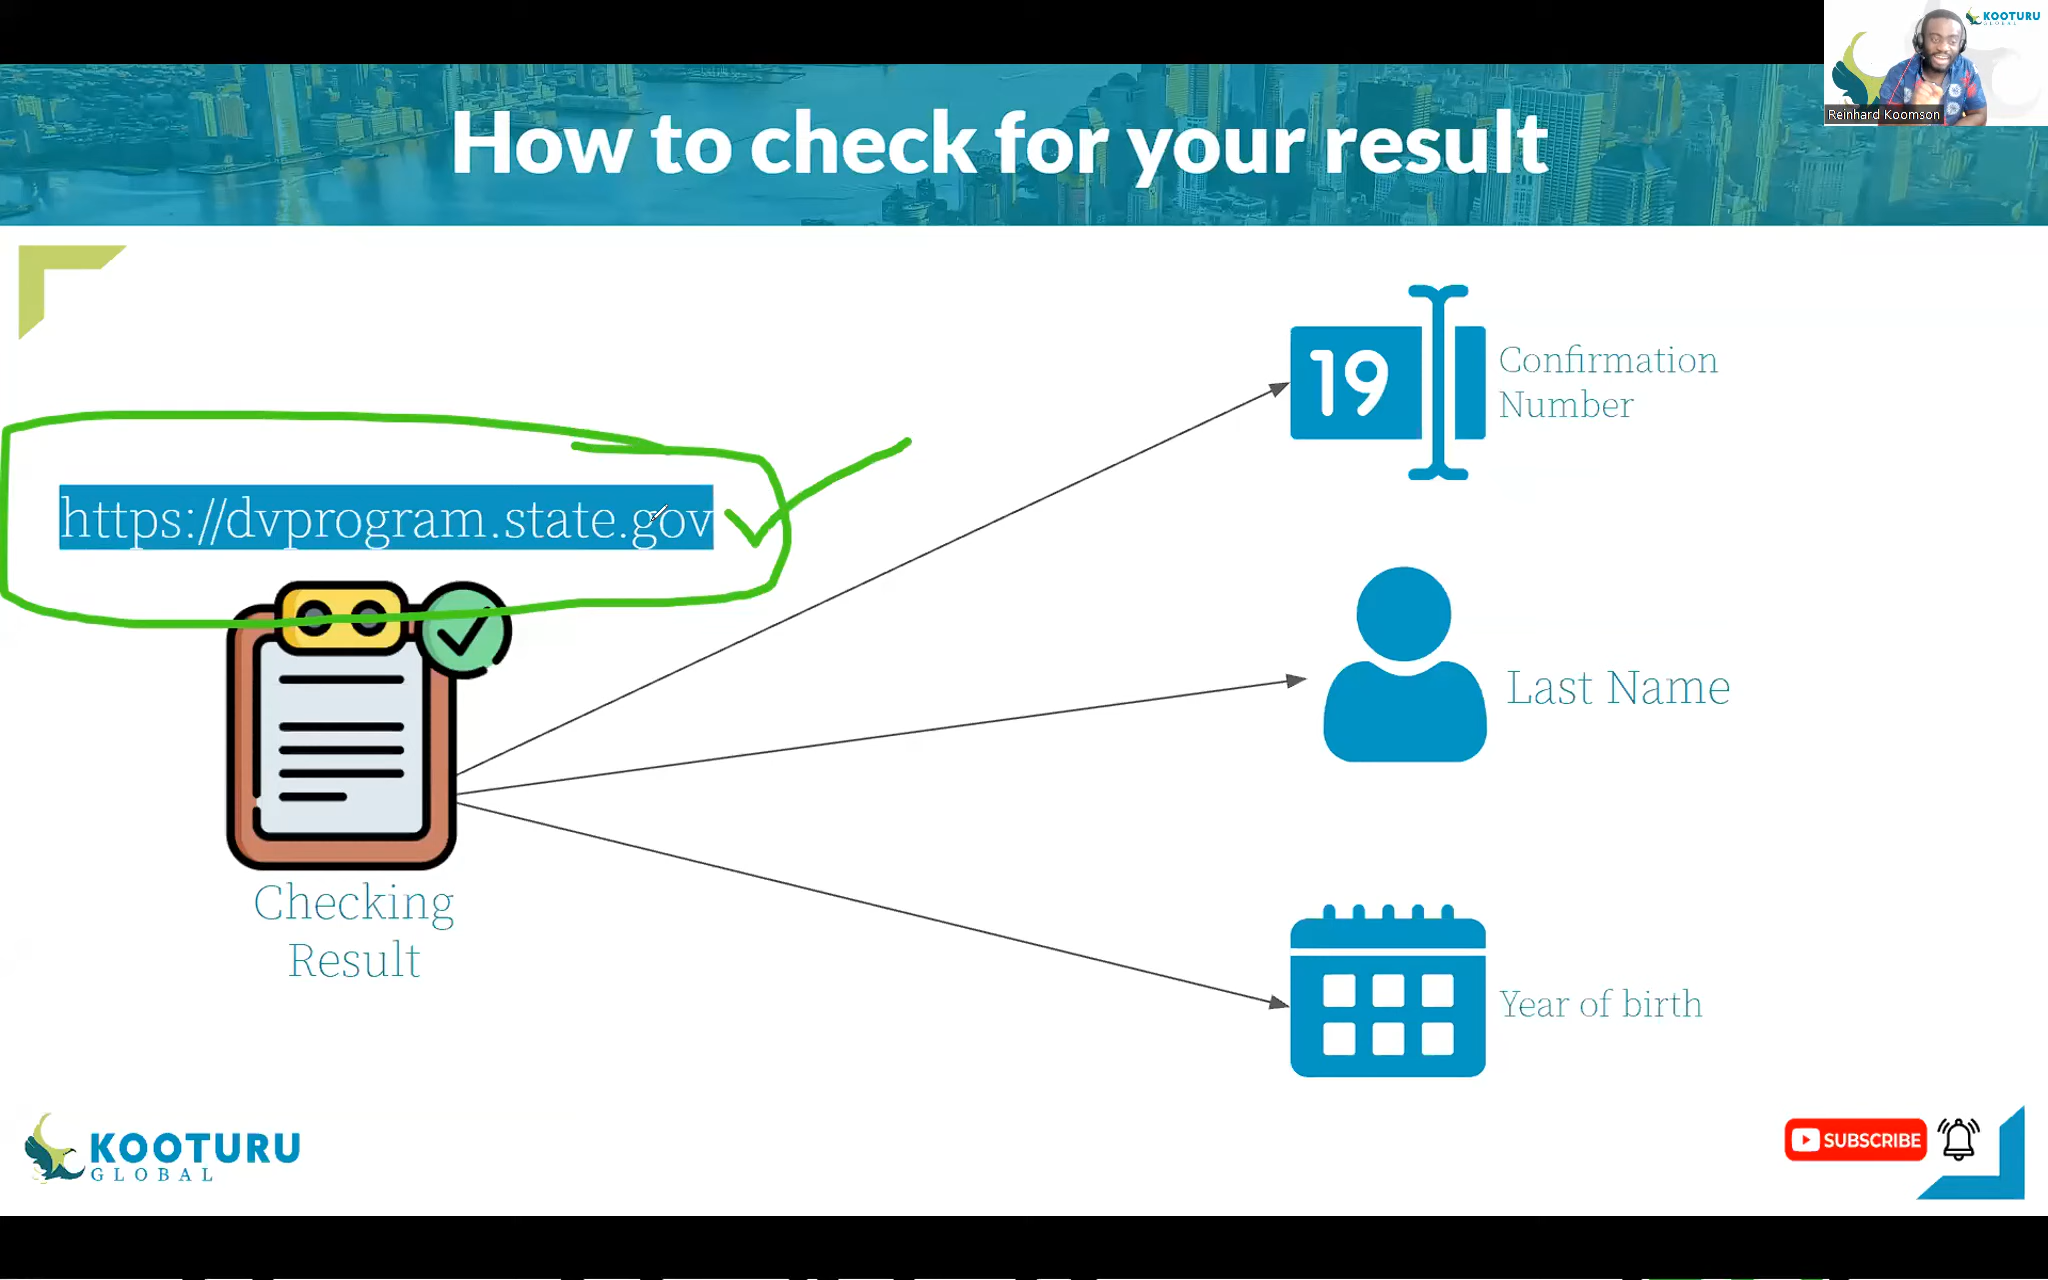 KOOTURU
GLOBAL
Reinhard Koomson
How to check for your result
19
Confirmation
Number
https://dvprogram.state.gov
Last Name
Checking
Result
Year of birth
KOOTURU
GLOBAL
SUBSCRIBE